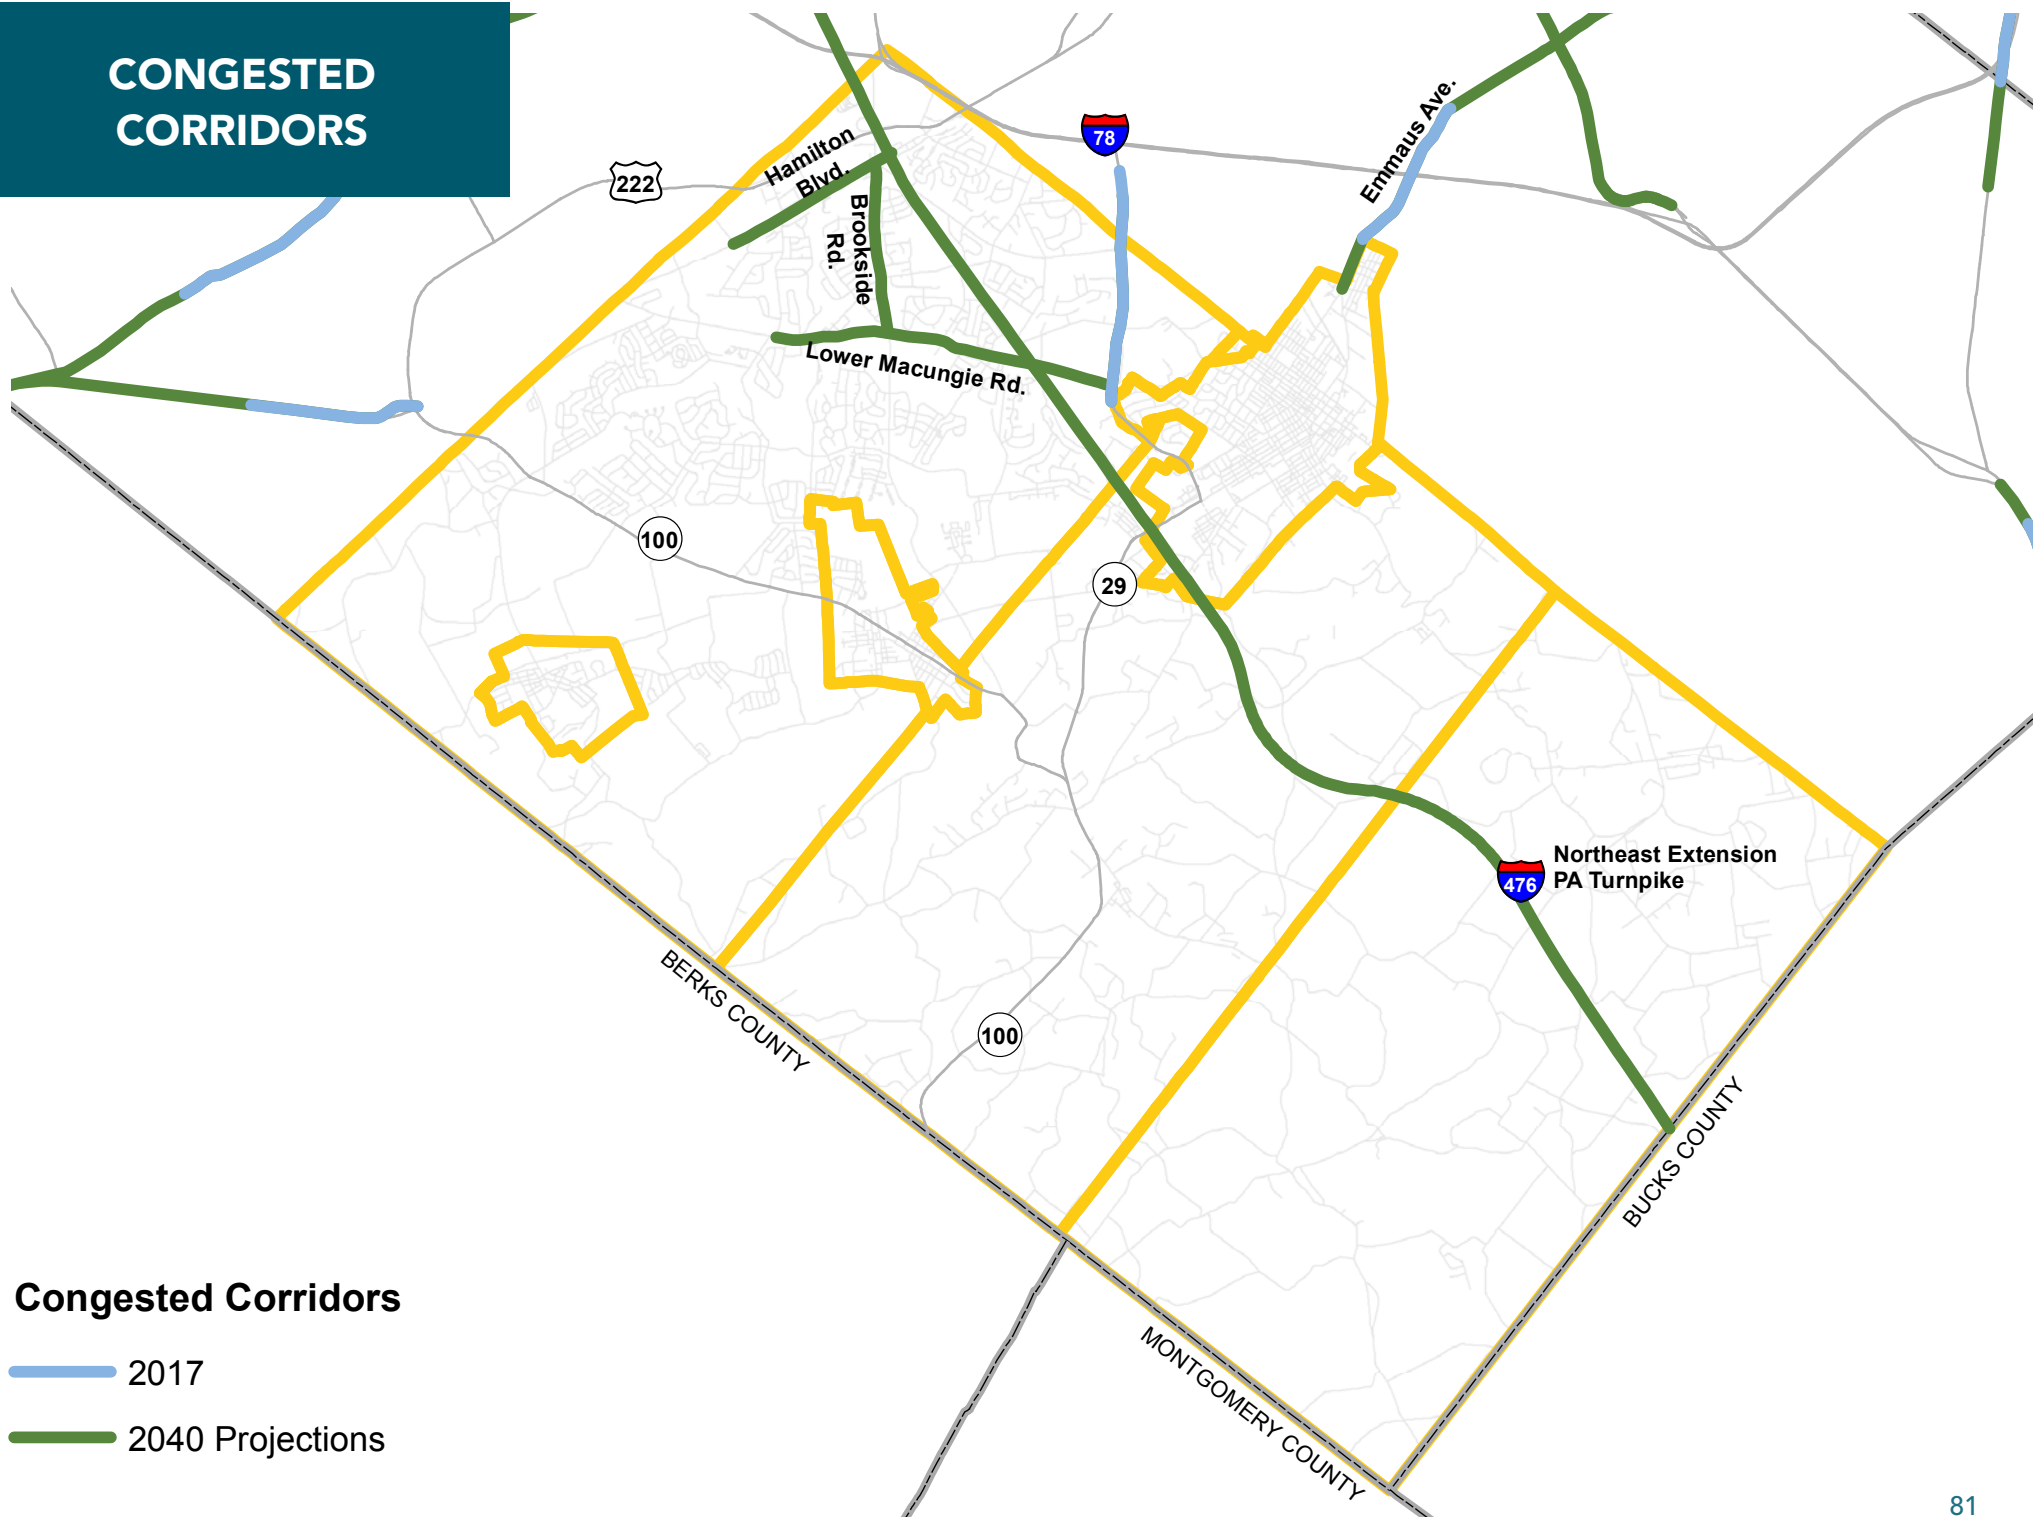 CONGESTED
CORRIDORS
78
Emmaus Ave.
222
Hamilton
Blvd.
Brookside
Rd.
Lower Macungie Rd.
100
29
Northeast Extension
PA Turnpike
476
BERKS COUNTY
100
BUCKS COUNTY
MONTGOMERY COUNTY
Congested Corridors
2017
2040 Projections
81